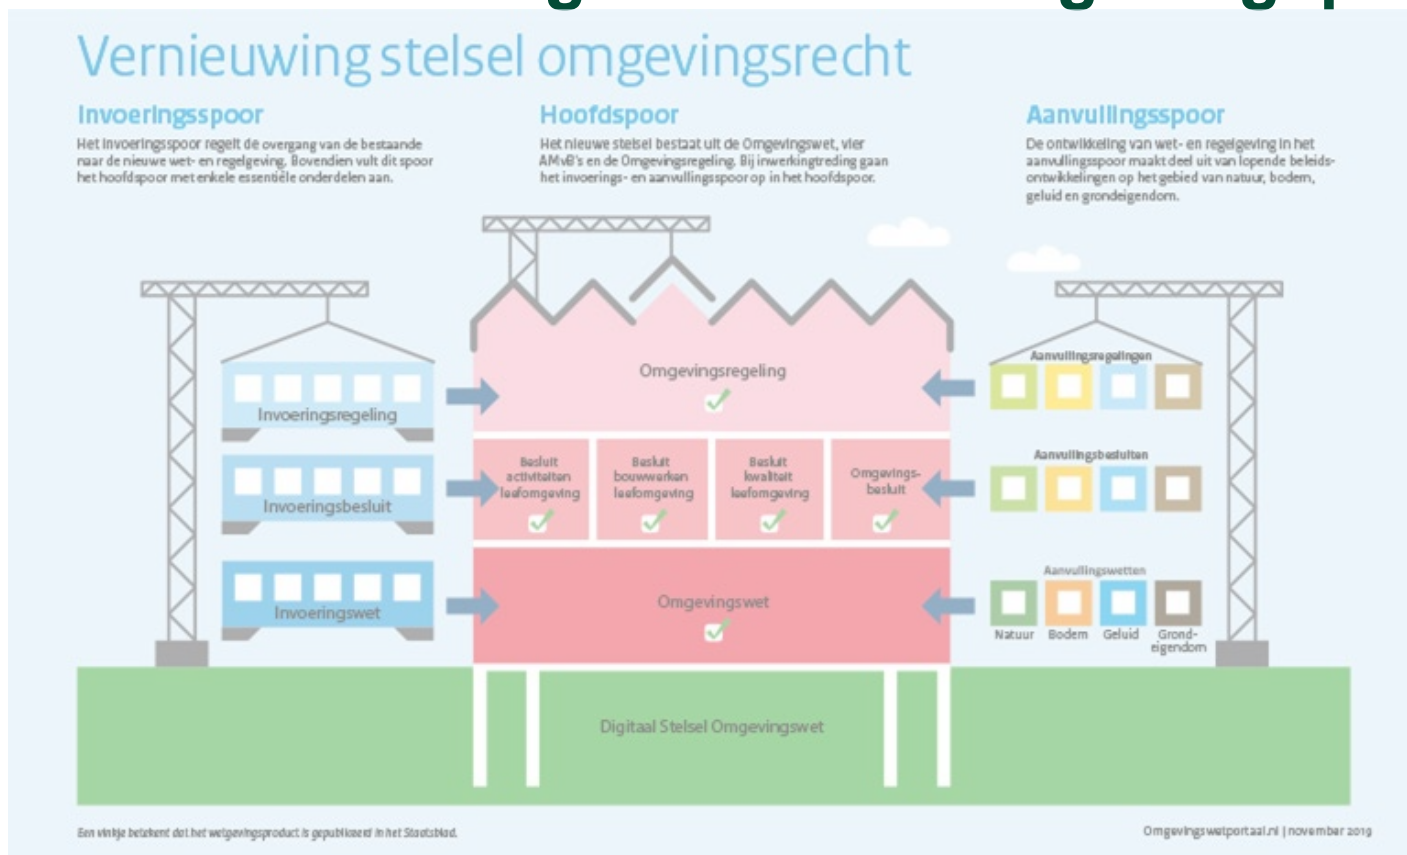 Vernieuwing stelsel omgevingsrecht
Invoeringsspoor
Het invoeringsspoor regelt de overgang van de bestaande
naar de nieuwe wet- en regelgeving. Bovendien vult dit spoor
het hoofdspoor met enkele essentiële onderdelen aan.
Hoofdspoor
Het nieuwe stelsel bestaat uit de Omgevingswet, vier
AMvB's en de Omgevingsregeling. Bij inwerkingtreding gaan
het invoerings- en aanvullingsspoor op in het hoofdspoor.
Aanvullingsspoor
De ontwikkeling van wet- en regelgeving in het
aanvullingsspoor maakt deel uit van lopende beleids-
ontwikkelingen op het gebied van natuur, bodem,
geluid en grondeigendom.
Invoeringsregeling
Invoeringsbesluit
Invoeringswet
Omgevingsregeling
Besluit
activiteiten
leefomgeving
Besluit
bouwwerken
leefomgeving
Besluit
kwaliteit
leefomgeving
Omgevings-
besluit
Omgevingswet
Digitaal Stelsel Omgevingswet
Aanvullingsregelingen
Aanvullingsbesluiten
Aanvullingswetten
Natuur
Bodem
Geluid
Grond-
eigendom
Een vinkje betekent dat het wetgevingsproduct is gepubliceerd in het Staatsblad.
Omgevingswetportaal.nl | november 2019